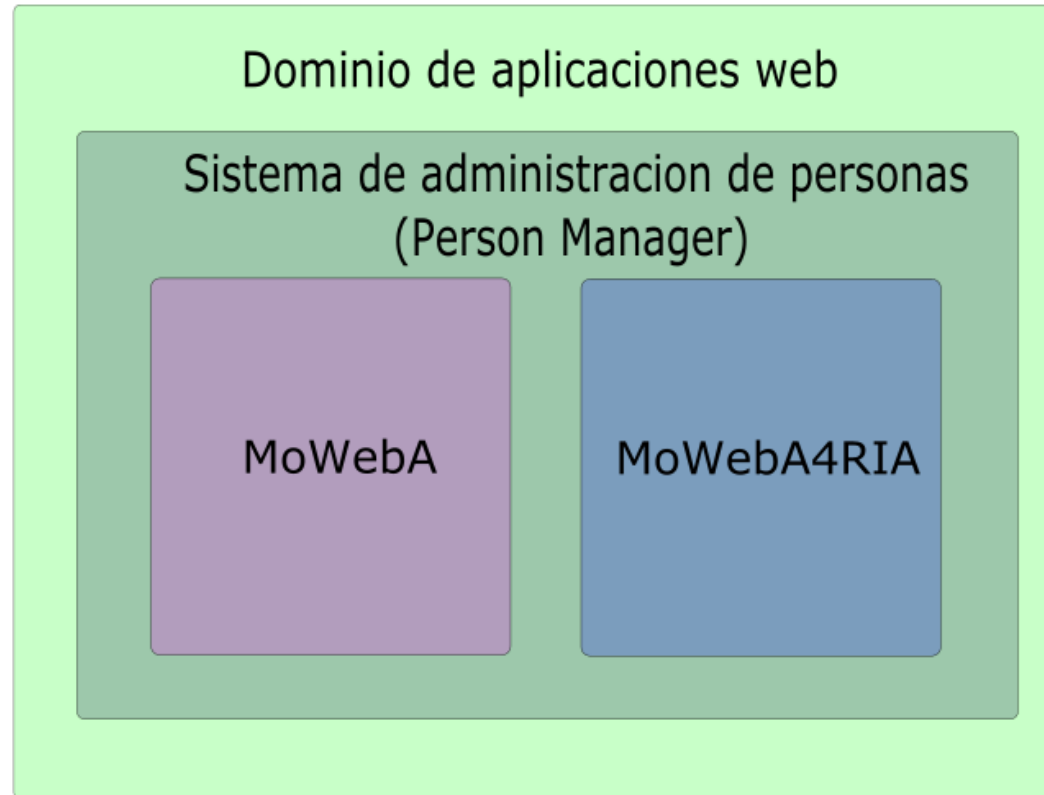 Dominio de aplicaciones web
Sistema de administracion de personas
(Person Manager)
MoWebA
MoWebA4RIA